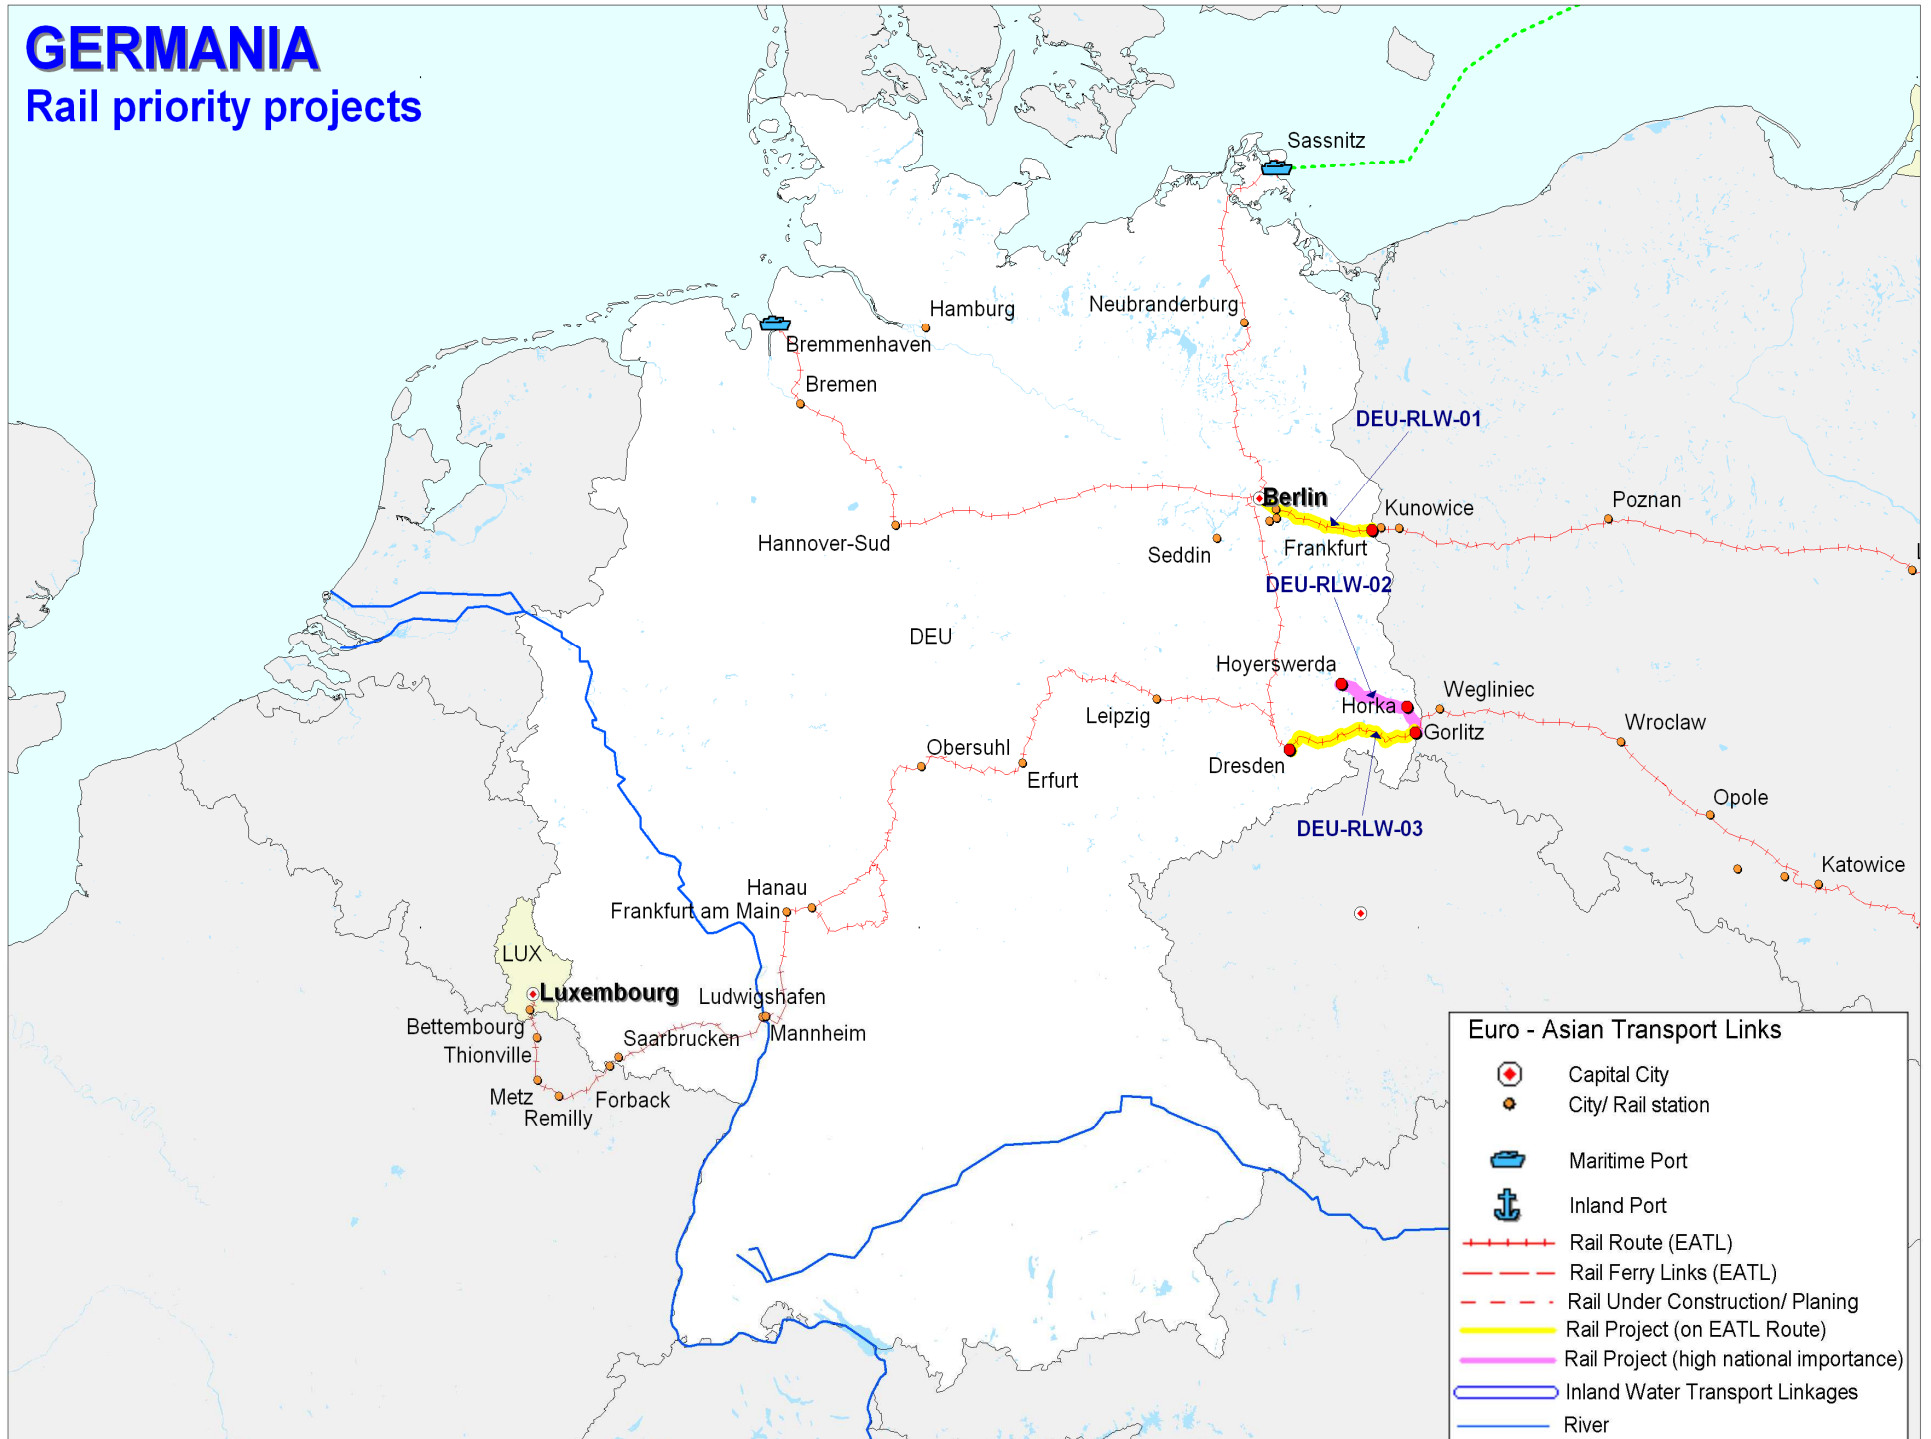 GERMANIA
Rail priority projects
Sassnitz
Hamburg
Neubranderburg
Bremmenhaven
Bremen
DEU-RLW-01
Berlin
Kunowice
Poznan
Hannover-Sud
Seddin
Frankfurt
DEU-RLW-02
DEU
Hoyerswerda
Wegliniec
Horka
Leipzig
Wroclaw
Gorlitz
Obersuhl
Dresden
Erfurt
Opole
DEU-RLW-03
Katowice
Hanau
Frankfurt am Main
LUX
Luxembourg
Ludwigshafen
Bettembourg
Saarbrucken
Mannheim
Thionville
Metz
Forback
Remilly
Euro - Asian Transport Links
Capital City
City/ Rail station
Maritime Port
Inland Port
Rail Route (EATL)
Rail Ferry Links (EATL)
Rail Under Construction/ Planing
Rail Project (on EATL Route)
Rail Project (high national importance)
Inland Water Transport Linkages
River